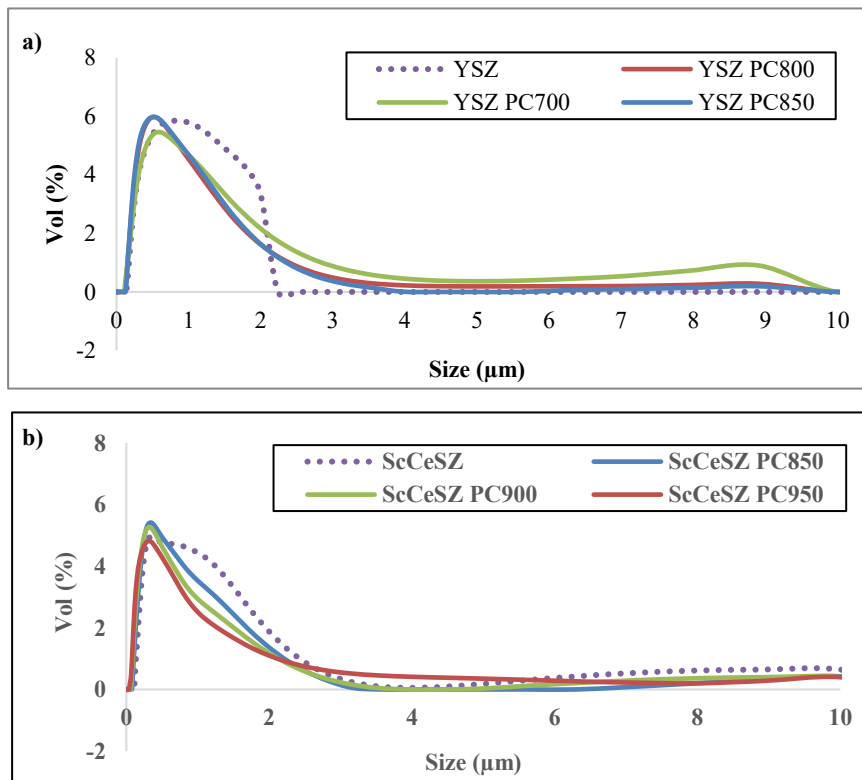 a)
YSZ YSZ PC800
YSZ PC700 YSZ PC850
8
6
4
2
0
-2
Vol (%)
0 1 2 3 4 5 6 7 8 9 10
Size (µm)
b)
ScCeSZ ScCeSZ PC850
ScCeSZ PC900 ScCeSZ PC950
8
6
4
2
0
-2
Vol (%)
0 2 4 6 8 10
Size (µm)